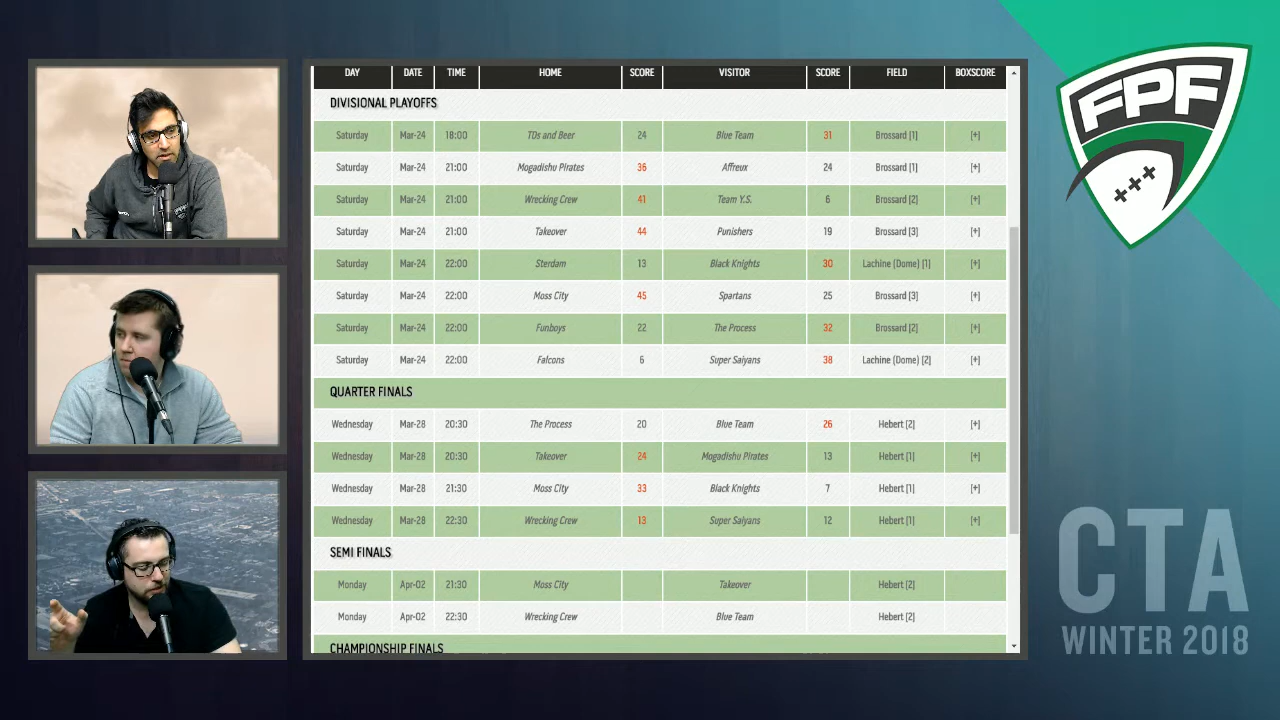 DAY DATE TIME HOME SCORE VISITOR SCORE FIELD BOXSCORE
DIVISIONAL PLAYOFFS
Saturday Mar-24 18:00 TDs and Beer 24 Blue Team 31 Brossard [1] [+]
Saturday Mar-24 21:00 Mogadishu Pirates 36 Affreux 24 Brossard [1] [+]
Saturday Mar-24 21:00 Wrecking Crew 41 Team Y.S. 6 Brossard [2] [+]
Saturday Mar-24 21:00 Takeover 44 Punishers 19 Brossard [3] [+]
Saturday Mar-24 22:00 Sterdam 13 Black Knights 30 Lachine (Dome) [1] [+]
Saturday Mar-24 22:00 Moss City 45 Spartans 25 Brossard [3] [+]
Saturday Mar-24 22:00 Funboys 22 The Process 32 Brossard [2] [+]
Saturday Mar-24 22:00 Falcons 6 Super Saiyans 38 Lachine (Dome) [2] [+]
QUARTER FINALS
Wednesday Mar-28 20:30 The Process 20 Blue Team 26 Hebert [2] [+]
Wednesday Mar-28 20:30 Takeover 24 Mogadishu Pirates 13 Hebert [1] [+]
Wednesday Mar-28 21:30 Moss City 33 Black Knights 7 Hebert [1] [+]
Wednesday Mar-28 22:30 Wrecking Crew 13 Super Saiyans 12 Hebert [1] [+]
SEMI FINALS
Monday Apr-02 21:30 Moss City Takeover Hebert [2]
Monday Apr-02 22:30 Wrecking Crew Blue Team Hebert [2]
CHAMPIONSHIP FINALS
FPF
CTA
WINTER 2018